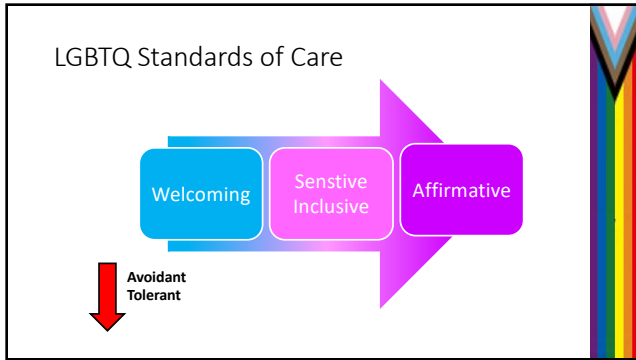 LGBTQ Standards of Care
Welcoming
Senstive
Inclusive
Affirmative
Avoidant
Tolerant